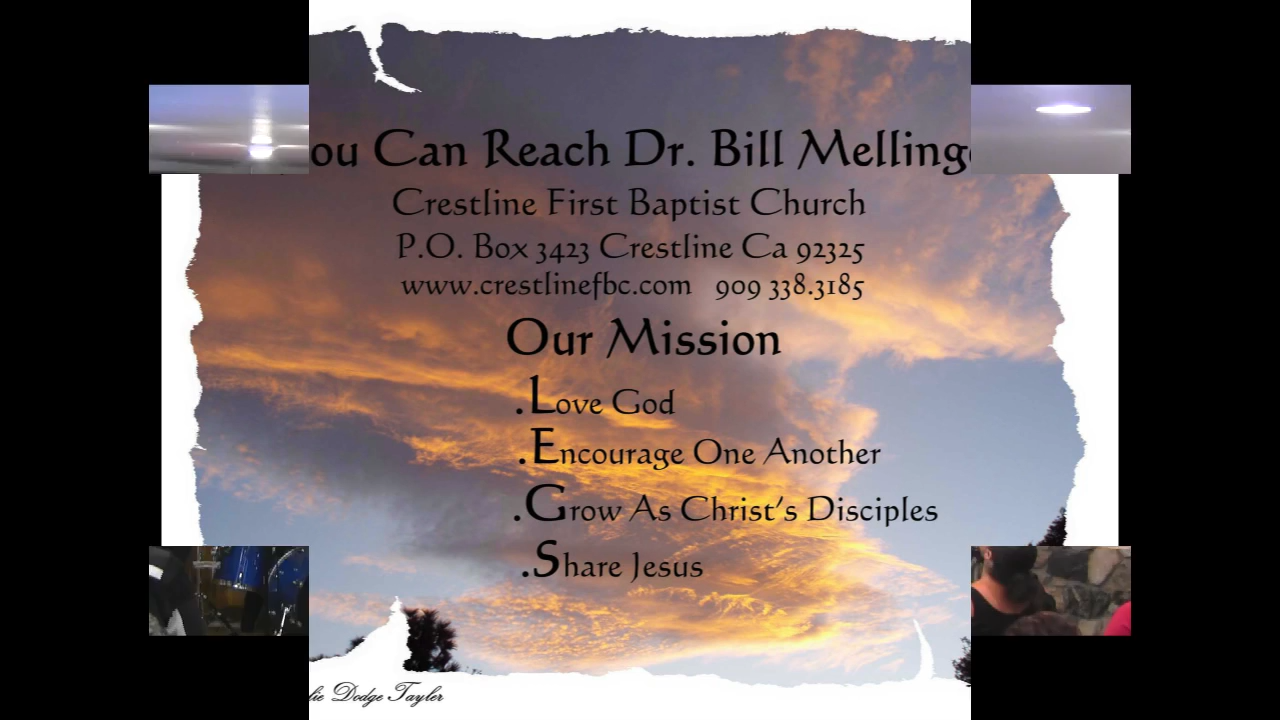 ou Can Reach Dr. Bill Melling
Crestline First Baptist Church
P.O. Box 3423 Crestline Ca 92325
www.crestlinefbc.com 909 338.3185
Our Mission
.Love God
.Encourage One Another
.Grow As Christ's Disciples
.Share Jesus
lie Dodge Tayler